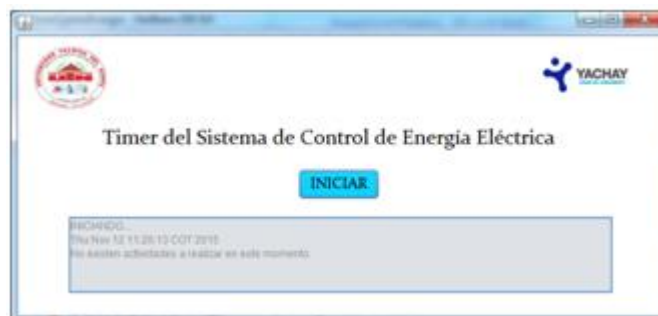 YACHAY
Timer del Sistema de Control de Energía Eléctrica
INICIAR
INICIANDO...
Thu Nov 12 11:20:13 COT 2015
No existen actividades a realizar en este momento